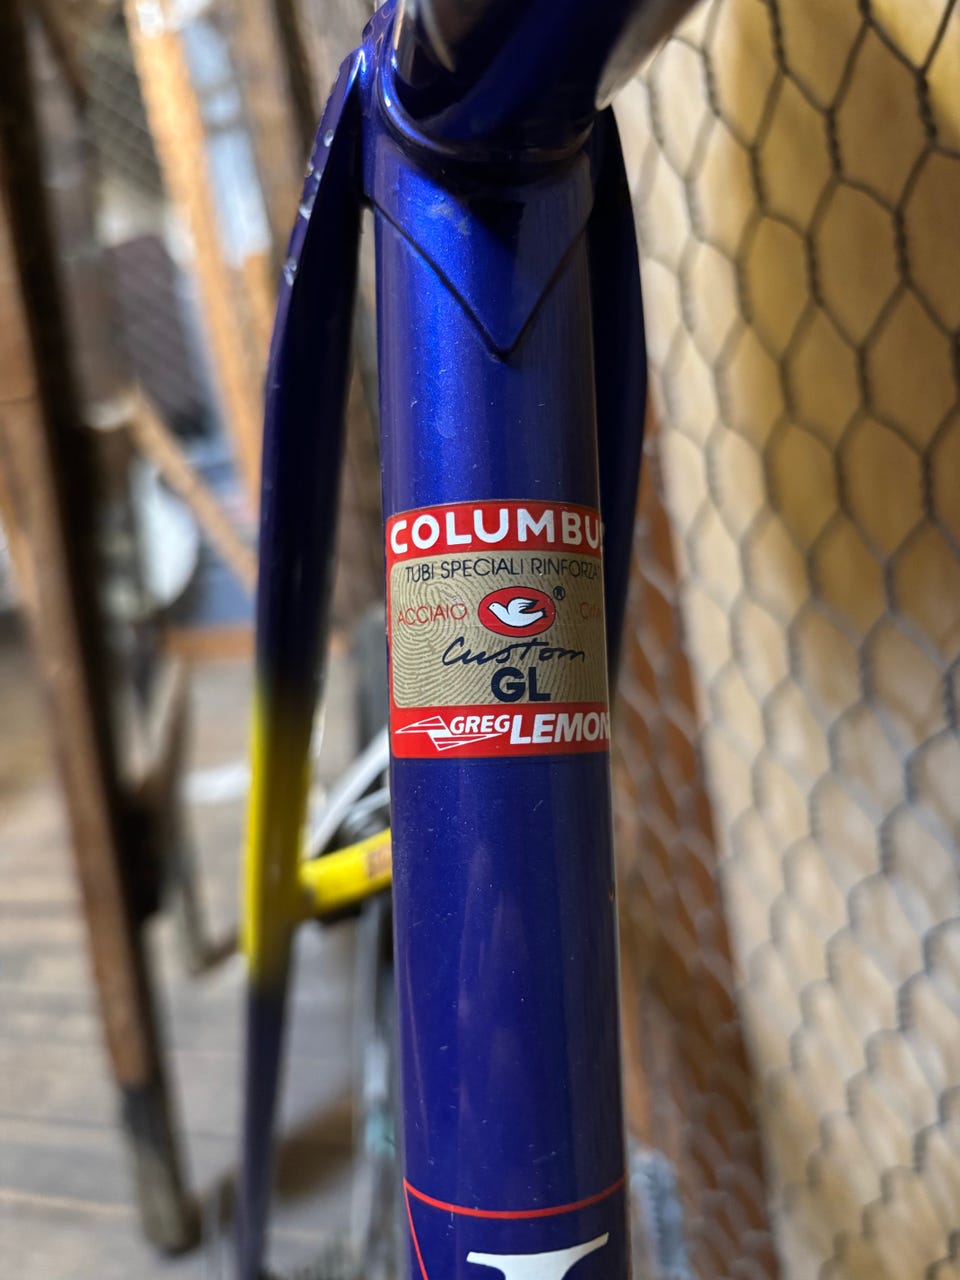 COLUMBU
TUBI SPECIALI RINFORZA
ACCIAIO ®
Custom
GL
GREG LEMON
L